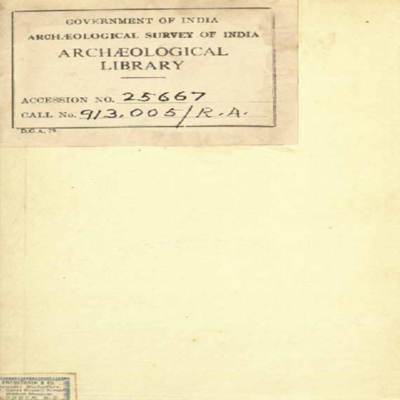 GOVERNMENT OF INDIA
ARCHÆOLOGICAL SURVEY OF INDIA
ARCHÆOLOGICAL
LIBRARY
ACCESSION NO. 25667
CALL No. 913.005/R.A.
D.G.A. 79